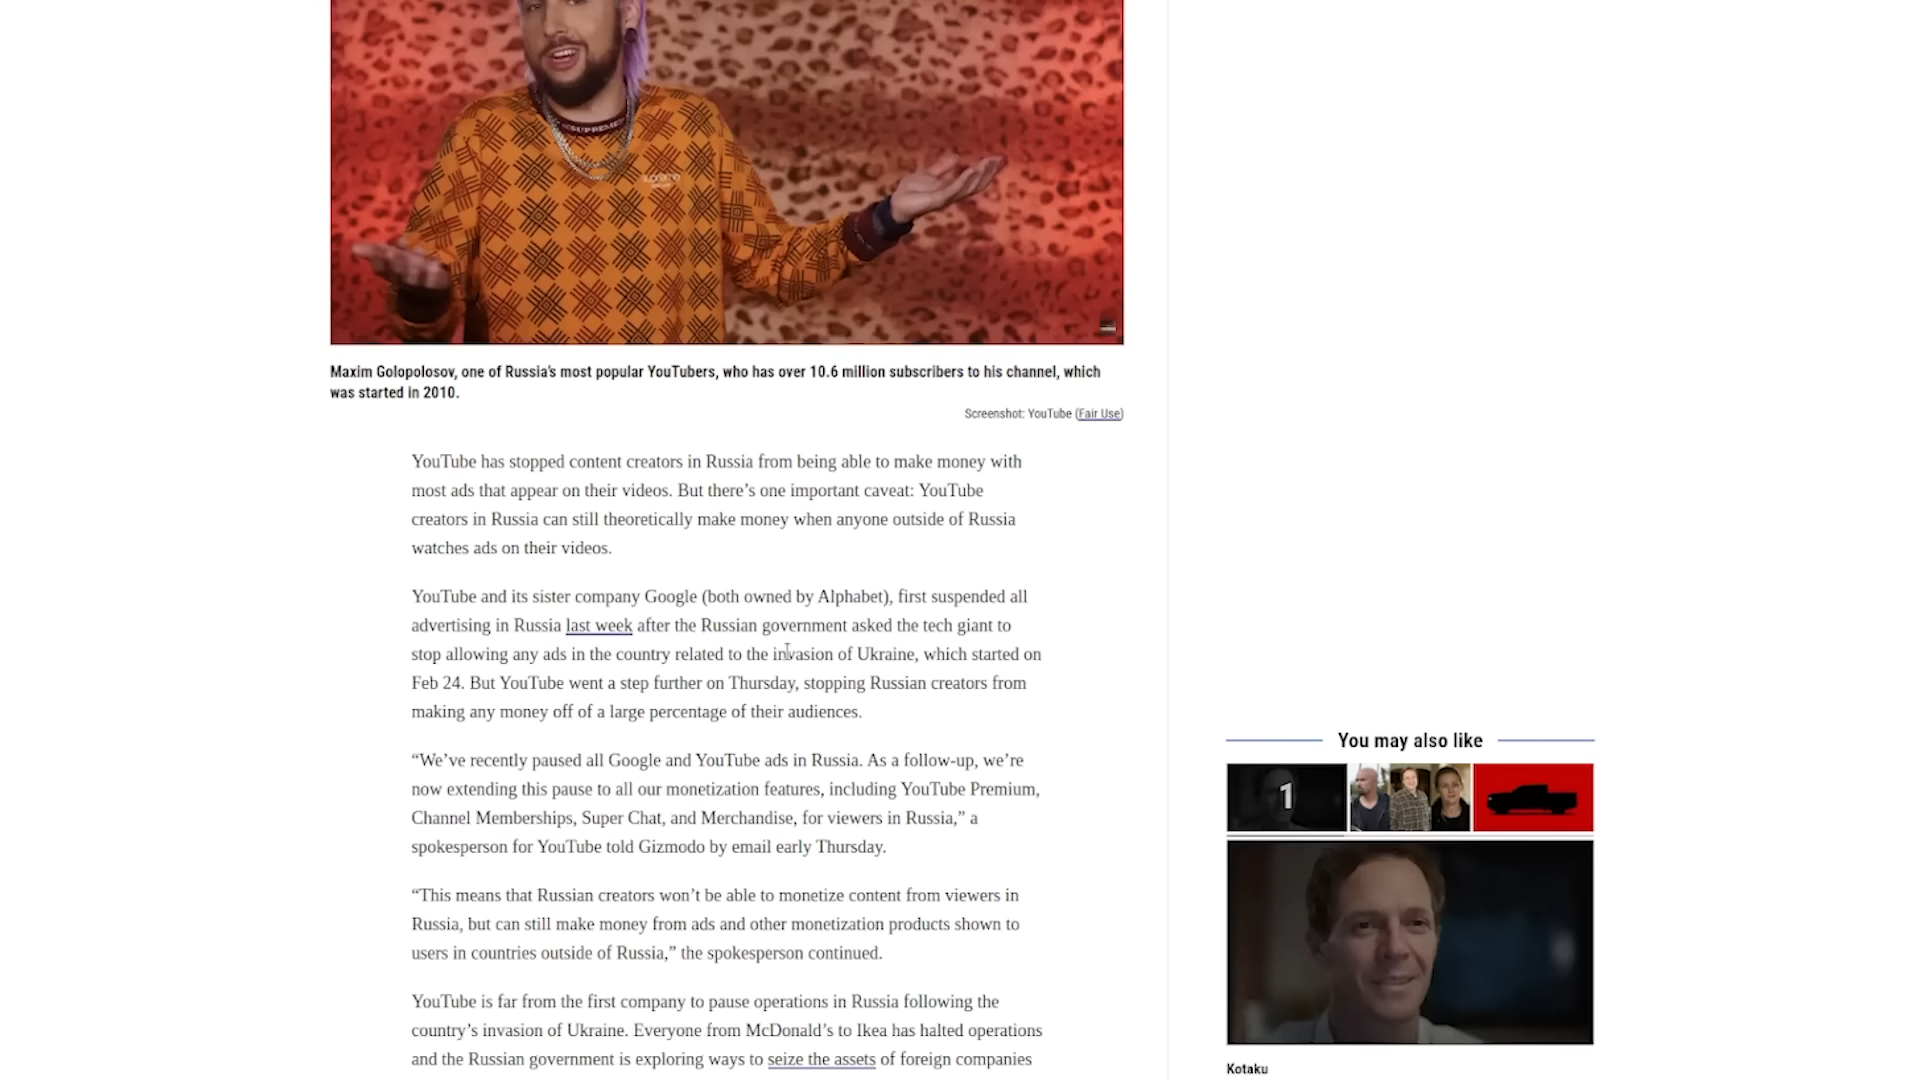 SUPREME
Maxim Golopolosov, one of Russia’s most popular YouTubers, who has over 10.6 million subscribers to his channel, which
was started in 2010.
Screenshot: YouTube (Fair Use)
YouTube has stopped content creators in Russia from being able to make money with
most ads that appear on their videos. But there’s one important caveat: YouTube
creators in Russia can still theoretically make money when anyone outside of Russia
watches ads on their videos.
YouTube and its sister company Google (both owned by Alphabet), first suspended all
advertising in Russia last week after the Russian government asked the tech giant to
stop allowing any ads in the country related to the invasion of Ukraine, which started on
Feb 24. But YouTube went a step further on Thursday, stopping Russian creators from
making any money off of a large percentage of their audiences.
“We’ve recently paused all Google and YouTube ads in Russia. As a follow-up, we’re
now extending this pause to all our monetization features, including YouTube Premium,
Channel Memberships, Super Chat, and Merchandise, for viewers in Russia,” a
spokesperson for YouTube told Gizmodo by email early Thursday.
“This means that Russian creators won’t be able to monetize content from viewers in
Russia, but can still make money from ads and other monetization products shown to
users in countries outside of Russia,” the spokesperson continued.
YouTube is far from the first company to pause operations in Russia following the
country’s invasion of Ukraine. Everyone from McDonald’s to Ikea has halted operations
and the Russian government is exploring ways to seize the assets of foreign companies
You may also like
1
Kotaku